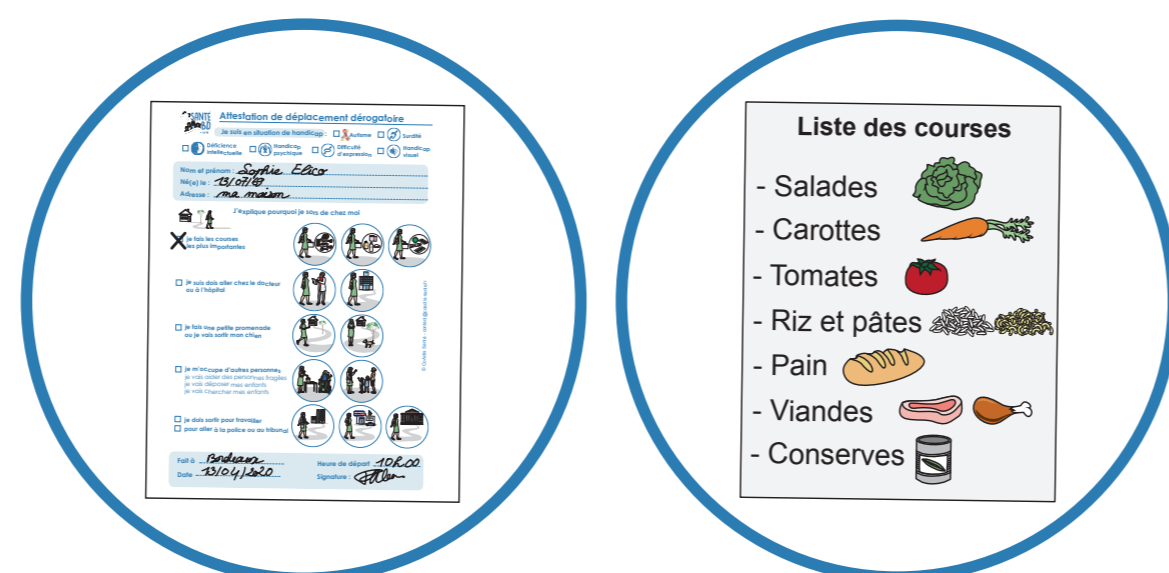 SANTÉ
BD
Attestation de déplacement dérogatoire
Je suis en situation de handicap :
Autisme
Surdité
Déficience intellectuelle
Handicap psychique
Difficulté d'expression
Handicap visuel
Nom et prénom : Sophie Elico
Né(e) le : 13/07/89
Adresse : ma maison
J'explique pourquoi je sors de chez moi
je fais les courses
les plus importantes
je suis dois aller chez le docteur
ou à l'hôpital
je fais une petite promenade
ou je vais sortir mon chien
je m'occupe d'autres personnes
je vais aider des personnes fragiles
je vais déposer mes enfants
je vais chercher mes enfants
je dois sortir pour travailler
pour aller à la police ou au tribunal
Fait à Bordeaux
Heure de départ 10h00
Date 13/04/2020
Signature :
Liste des courses
- Salades
- Carottes
- Tomates
- Riz et pâtes
- Pain
- Viandes
- Conserves